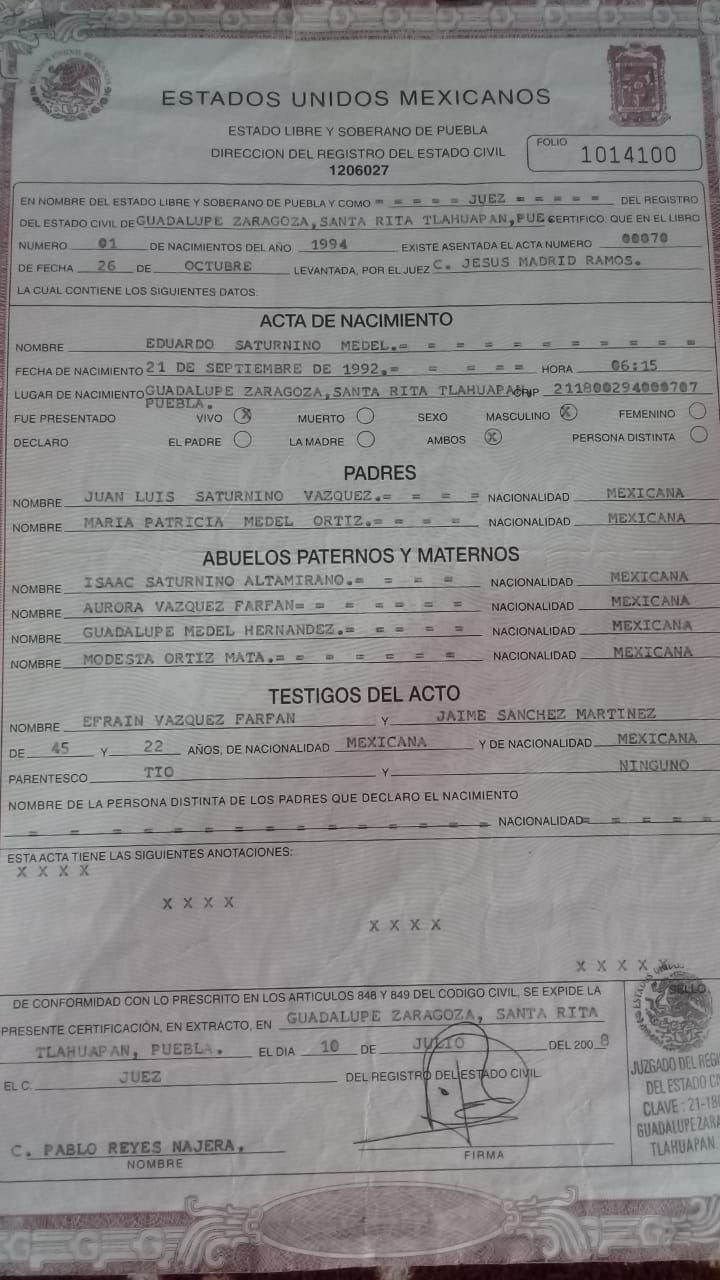 ESTADOS UNIDOS MEXICANOS
ESTADO LIBRE Y SOBERANO DE PUEBLA
DIRECCION DEL REGISTRO DEL ESTADO CIVIL
1206027
FOLIO 1014100
EN NOMBRE DEL ESTADO LIBRE Y SOBERANO DE PUEBLA Y COMO = = = = = JUEZ = = = = = DEL REGISTRO
DEL ESTADO CIVIL DE GUADALUPE ZARAGOZA, SANTA RITA TLAHUAPAN, PUE CERTIFICO: QUE EN EL LIBRO
NUMERO 01 DE NACIMIENTOS DEL AÑO 1994 EXISTE ASENTADA EL ACTA NUMERO 00070
DE FECHA 26 DE OCTUBRE LEVANTADA, POR EL JUEZ C. JESUS MADRID RAMOS.
LA CUAL CONTIENE LOS SIGUIENTES DATOS:
ACTA DE NACIMIENTO
NOMBRE EDUARDO SATURNINO MEDEL.= = = = = = = = = = =
FECHA DE NACIMIENTO 21 DE SEPTIEMBRE DE 1992.= = = = = HORA 06:15
LUGAR DE NACIMIENTO GUADALUPE ZARAGOZA, SANTA RITA TLAHUAPAN CRIP 211800294000707
PUEBLA.
FUE PRESENTADO VIVO X MUERTO SEXO MASCULINO X FEMENINO
DECLARO EL PADRE LA MADRE AMBOS X PERSONA DISTINTA
PADRES
NOMBRE JUAN LUIS SATURNINO VAZQUEZ.= = = = NACIONALIDAD MEXICANA
NOMBRE MARIA PATRICIA MEDEL ORTIZ.= = = = NACIONALIDAD MEXICANA
ABUELOS PATERNOS Y MATERNOS
NOMBRE ISAAC SATURNINO ALTAMIRANO.= = = = NACIONALIDAD MEXICANA
NOMBRE AURORA VAZQUEZ FARFAN= = = = = = NACIONALIDAD MEXICANA
NOMBRE GUADALUPE MEDEL HERNANDEZ.= = = = NACIONALIDAD MEXICANA
NOMBRE MODESTA ORTIZ MATA.= = = = = = NACIONALIDAD MEXICANA
TESTIGOS DEL ACTO
NOMBRE EFRAIN VAZQUEZ FARFAN Y JAIME SANCHEZ MARTINEZ
DE 45 Y 22 AÑOS, DE NACIONALIDAD MEXICANA Y DE NACIONALIDAD MEXICANA
PARENTESCO TIO Y NINGUNO
NOMBRE DE LA PERSONA DISTINTA DE LOS PADRES QUE DECLARO EL NACIMIENTO
= = = = = = = = = = = = = NACIONALIDAD= = = = =
ESTA ACTA TIENE LAS SIGUIENTES ANOTACIONES:
X X X X
X X X X
X X X X
X X X X
DE CONFORMIDAD CON LO PRESCRITO EN LOS ARTICULOS 848 Y 849 DEL CODIGO CIVIL, SE EXPIDE LA
PRESENTE CERTIFICACIÓN, EN EXTRACTO, EN GUADALUPE ZARAGOZA, SANTA RITA
TLAHUAPAN, PUEBLA. EL DIA 10 DE JULIO DEL 2008
EL C. JUEZ DEL REGISTRO DEL ESTADO CIVIL
C. PABLO REYES NAJERA.
NOMBRE
FIRMA
SELLO
JUZGADO DEL REGI
DEL ESTADO CI
CLAVE: 21-18
GUADALUPE ZARA
TLAHUAPAN.